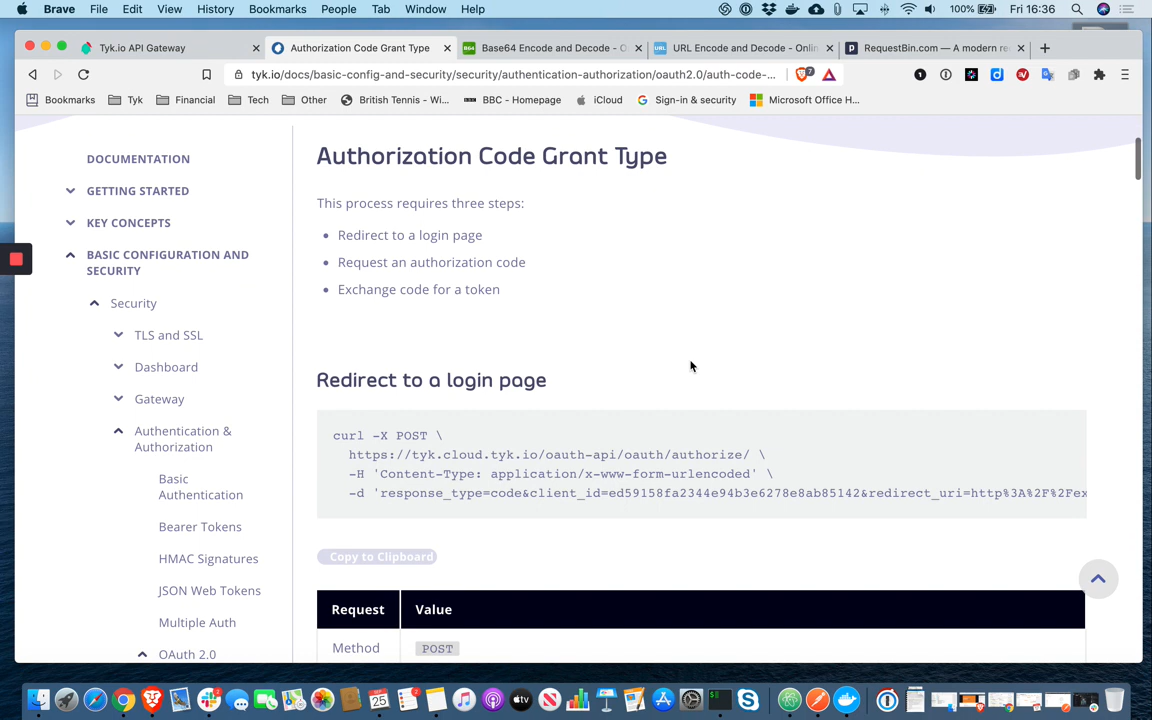 Brave File Edit View History Bookmarks People Tab Window Help 100% Fri 16:36
Tyk.io API Gateway
Authorization Code Grant Type
Base64 Encode and Decode - O
URL Encode and Decode - Onlin
RequestBin.com — A modern re
tyk.io/docs/basic-config-and-security/security/authentication-authorization/oauth2.0/auth-code-...
7
Bookmarks Tyk Financial Tech Other British Tennis - Wi... BBC - Homepage iCloud Sign-in & security Microsoft Office H...
DOCUMENTATION
GETTING STARTED
KEY CONCEPTS
BASIC CONFIGURATION AND
SECURITY
Security
TLS and SSL
Dashboard
Gateway
Authentication &
Authorization
Basic
Authentication
Bearer Tokens
HMAC Signatures
JSON Web Tokens
Multiple Auth
OAuth 2.0
Authorization Code Grant Type
This process requires three steps:
Redirect to a login page
Request an authorization code
Exchange code for a token
Redirect to a login page
curl -X POST \
https://tyk.cloud.tyk.io/oauth-api/oauth/authorize/ \
-H 'Content-Type: application/x-www-form-urlencoded' \
-d 'response_type=code&client_id=ed59158fa2344e94b3e6278e8ab85142&redirect_uri=http%3A%2F%2Fex
Copy to Clipboard
Request Value
Method POST